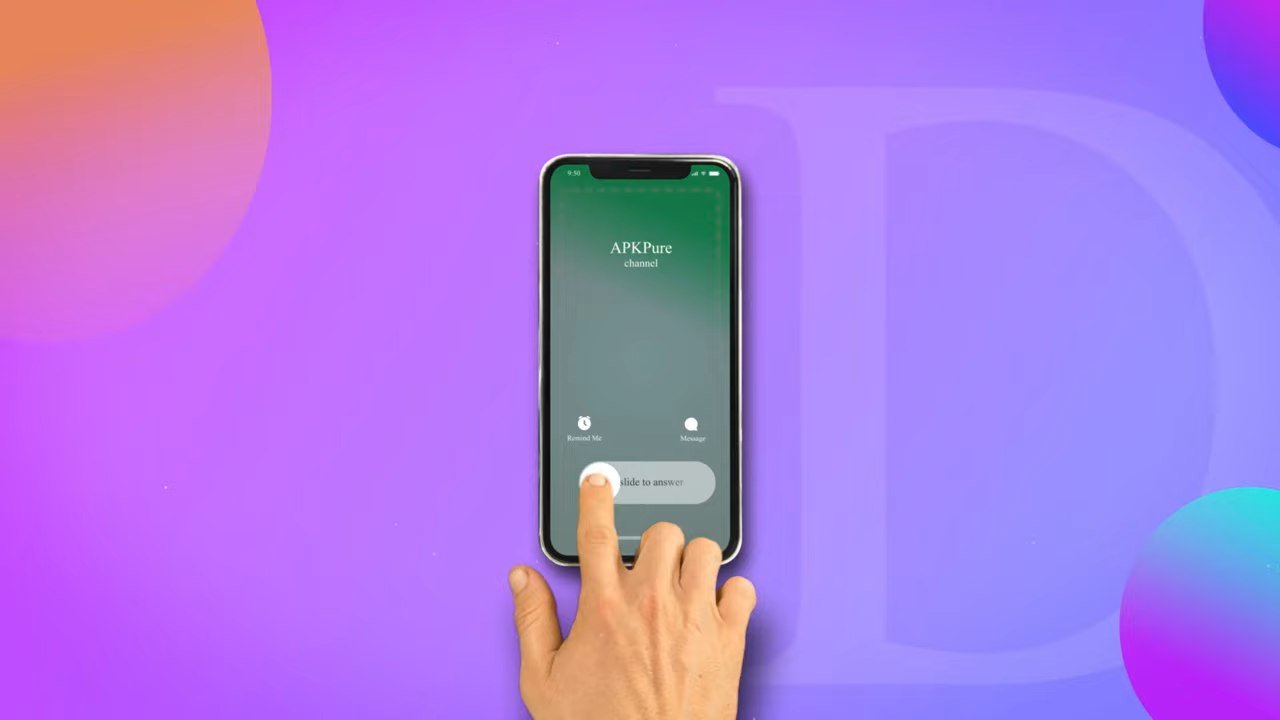 D
9:50
APKPure
channel
Remind Me
Message
slide to answer